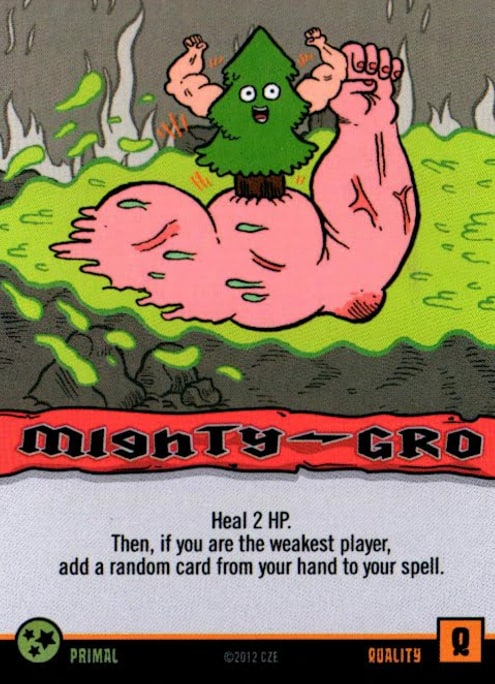 Mighty-Gro
Heal 2 HP.
Then, if you are the weakest player,
add a random card from your hand to your spell.
PRIMAL
©2012 CZE
QUALITY
Q